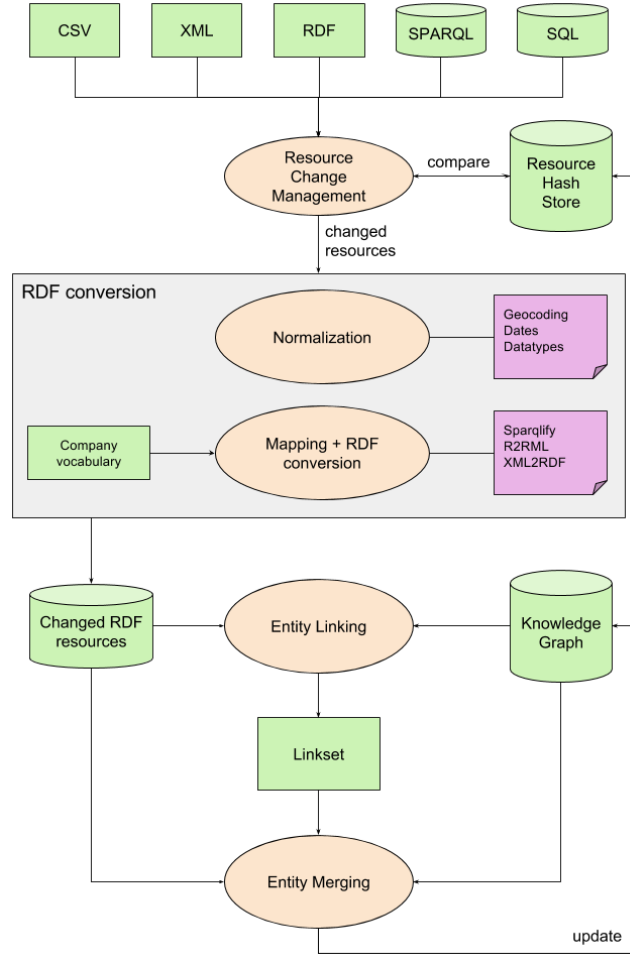 CSV
XML
RDF
SPARQL
SQL
Resource
Change
Management
compare
Resource
Hash
Store
changed
resources
RDF conversion
Normalization
Geocoding
Dates
Datatypes
Company
vocabulary
Mapping + RDF
conversion
Sparqlify
R2RML
XML2RDF
Changed RDF
resources
Entity Linking
Knowledge
Graph
Linkset
Entity Merging
update